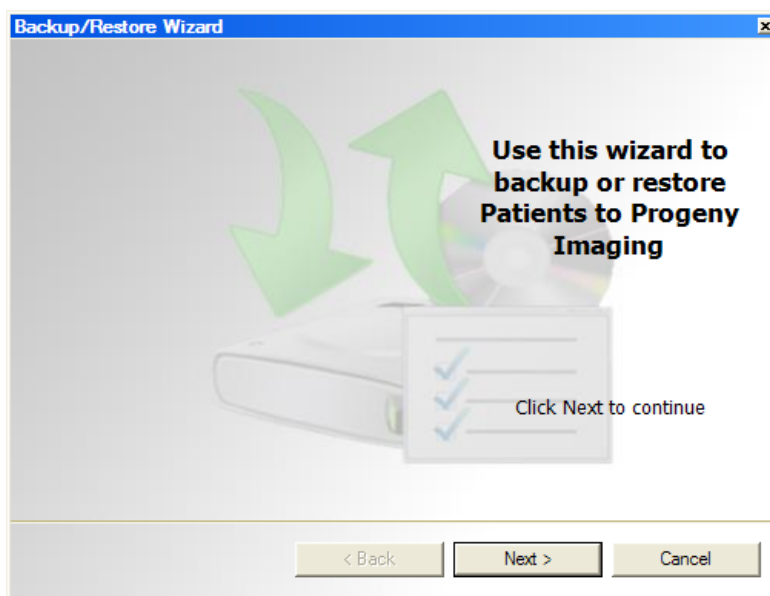 Backup/Restore Wizard
Use this wizard to
backup or restore
Patients to Progeny
Imaging
Click Next to continue
< Back
Next >
Cancel